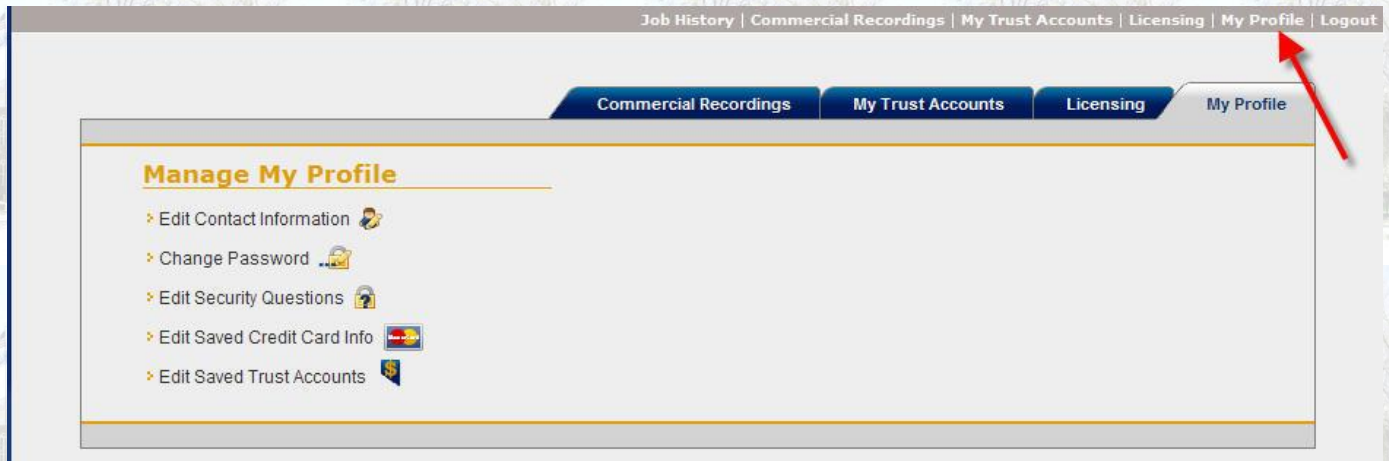 Job History | Commercial Recordings | My Trust Accounts | Licensing | My Profile | Logout
Commercial Recordings My Trust Accounts Licensing My Profile
Manage My Profile
Edit Contact Information
Change Password
Edit Security Questions
Edit Saved Credit Card Info
Edit Saved Trust Accounts